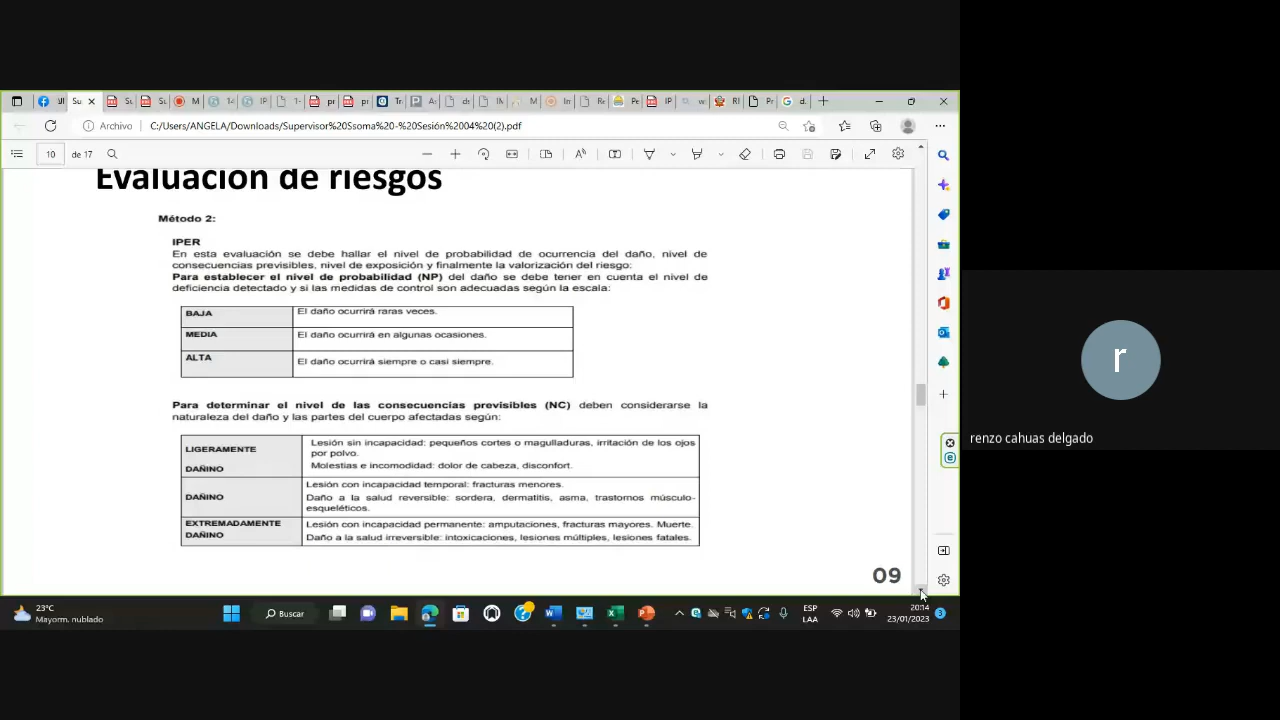 Su
Archivo
C:/Users/ANGELA/Downloads/Supervisor%20Ssoma%20-%20Sesión%2004%20(2).pdf
10
de 17
Evaluación de riesgos
Método 2:
IPER
En esta evaluación se debe hallar el nivel de probabilidad de ocurrencia del daño, nivel de
consecuencias previsibles, nivel de exposición y finalmente la valorización del riesgo:
Para establecer el nivel de probabilidad (NP) del daño se debe tener en cuenta el nivel de
deficiencia detectado y si las medidas de control son adecuadas según la escala:
BAJA
El daño ocurrirá raras veces.
MEDIA
El daño ocurrirá en algunas ocasiones.
ALTA
El daño ocurrirá siempre o casi siempre.
Para determinar el nivel de las consecuencias previsibles (NC) deben considerarse la
naturaleza del daño y las partes del cuerpo afectadas según:
LIGERAMENTE
DAÑINO
Lesión sin incapacidad: pequeños cortes o magulladuras, irritación de los ojos
por polvo.
Molestias e incomodidad: dolor de cabeza, disconfort.
DAÑINO
Lesión con incapacidad temporal: fracturas menores.
Daño a la salud reversible: sordera, dermatitis, asma, trastornos músculo-
esqueléticos.
EXTREMADAMENTE
DAÑINO
Lesión con incapacidad permanente: amputaciones, fracturas mayores. Muerte.
Daño a la salud irreversible: intoxicaciones, lesiones múltiples, lesiones fatales.
09
r
renzo cahuas delgado
23°C
Mayorm. nublado
Buscar
ESP
LAA
20:14
23/01/2023
3